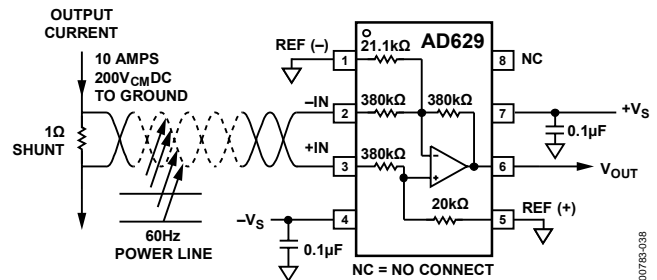 OUTPUT
CURRENT
10 AMPS
200VCMDC
TO GROUND
1Ω
SHUNT
60Hz
POWER LINE
REF (–)
–IN
+IN
–VS
0.1µF
1
2
3
4
21.1kΩ
AD629
380kΩ
380kΩ
380kΩ
20kΩ
–
+
8
7
6
5
NC
+VS
0.1µF
VOUT
REF (+)
NC = NO CONNECT
00783-038